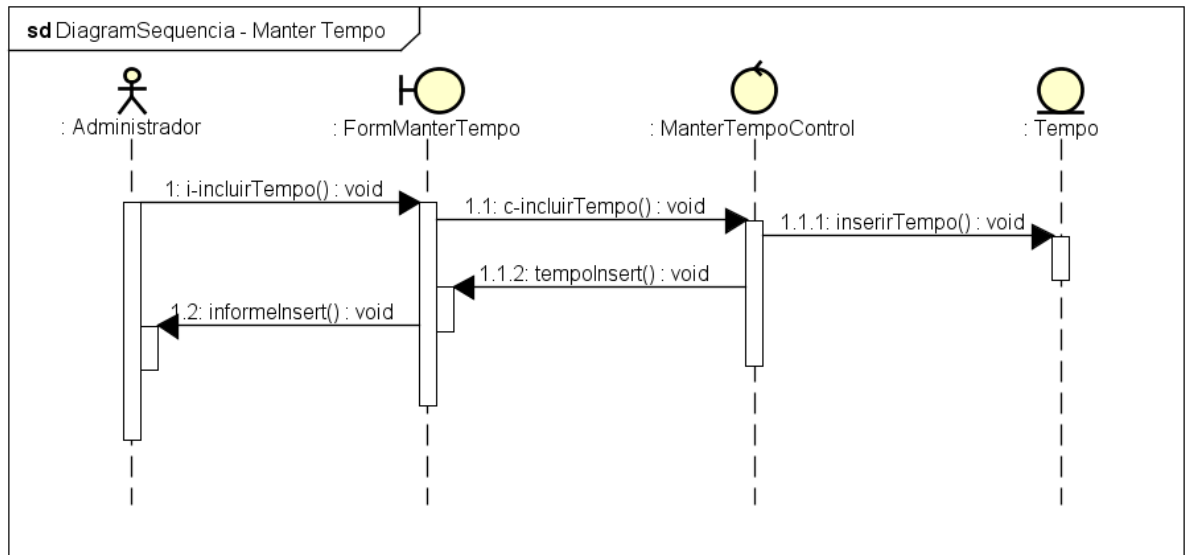 sd DiagramSequencia - Manter Tempo
: Administrador
: FormManterTempo
: ManterTempoControl
: Tempo
1: i-incluirTempo() : void
1.1: c-incluirTempo() : void
1.1.1: inserirTempo() : void
1.1.2: tempoInsert() : void
1.2: informeInsert() : void